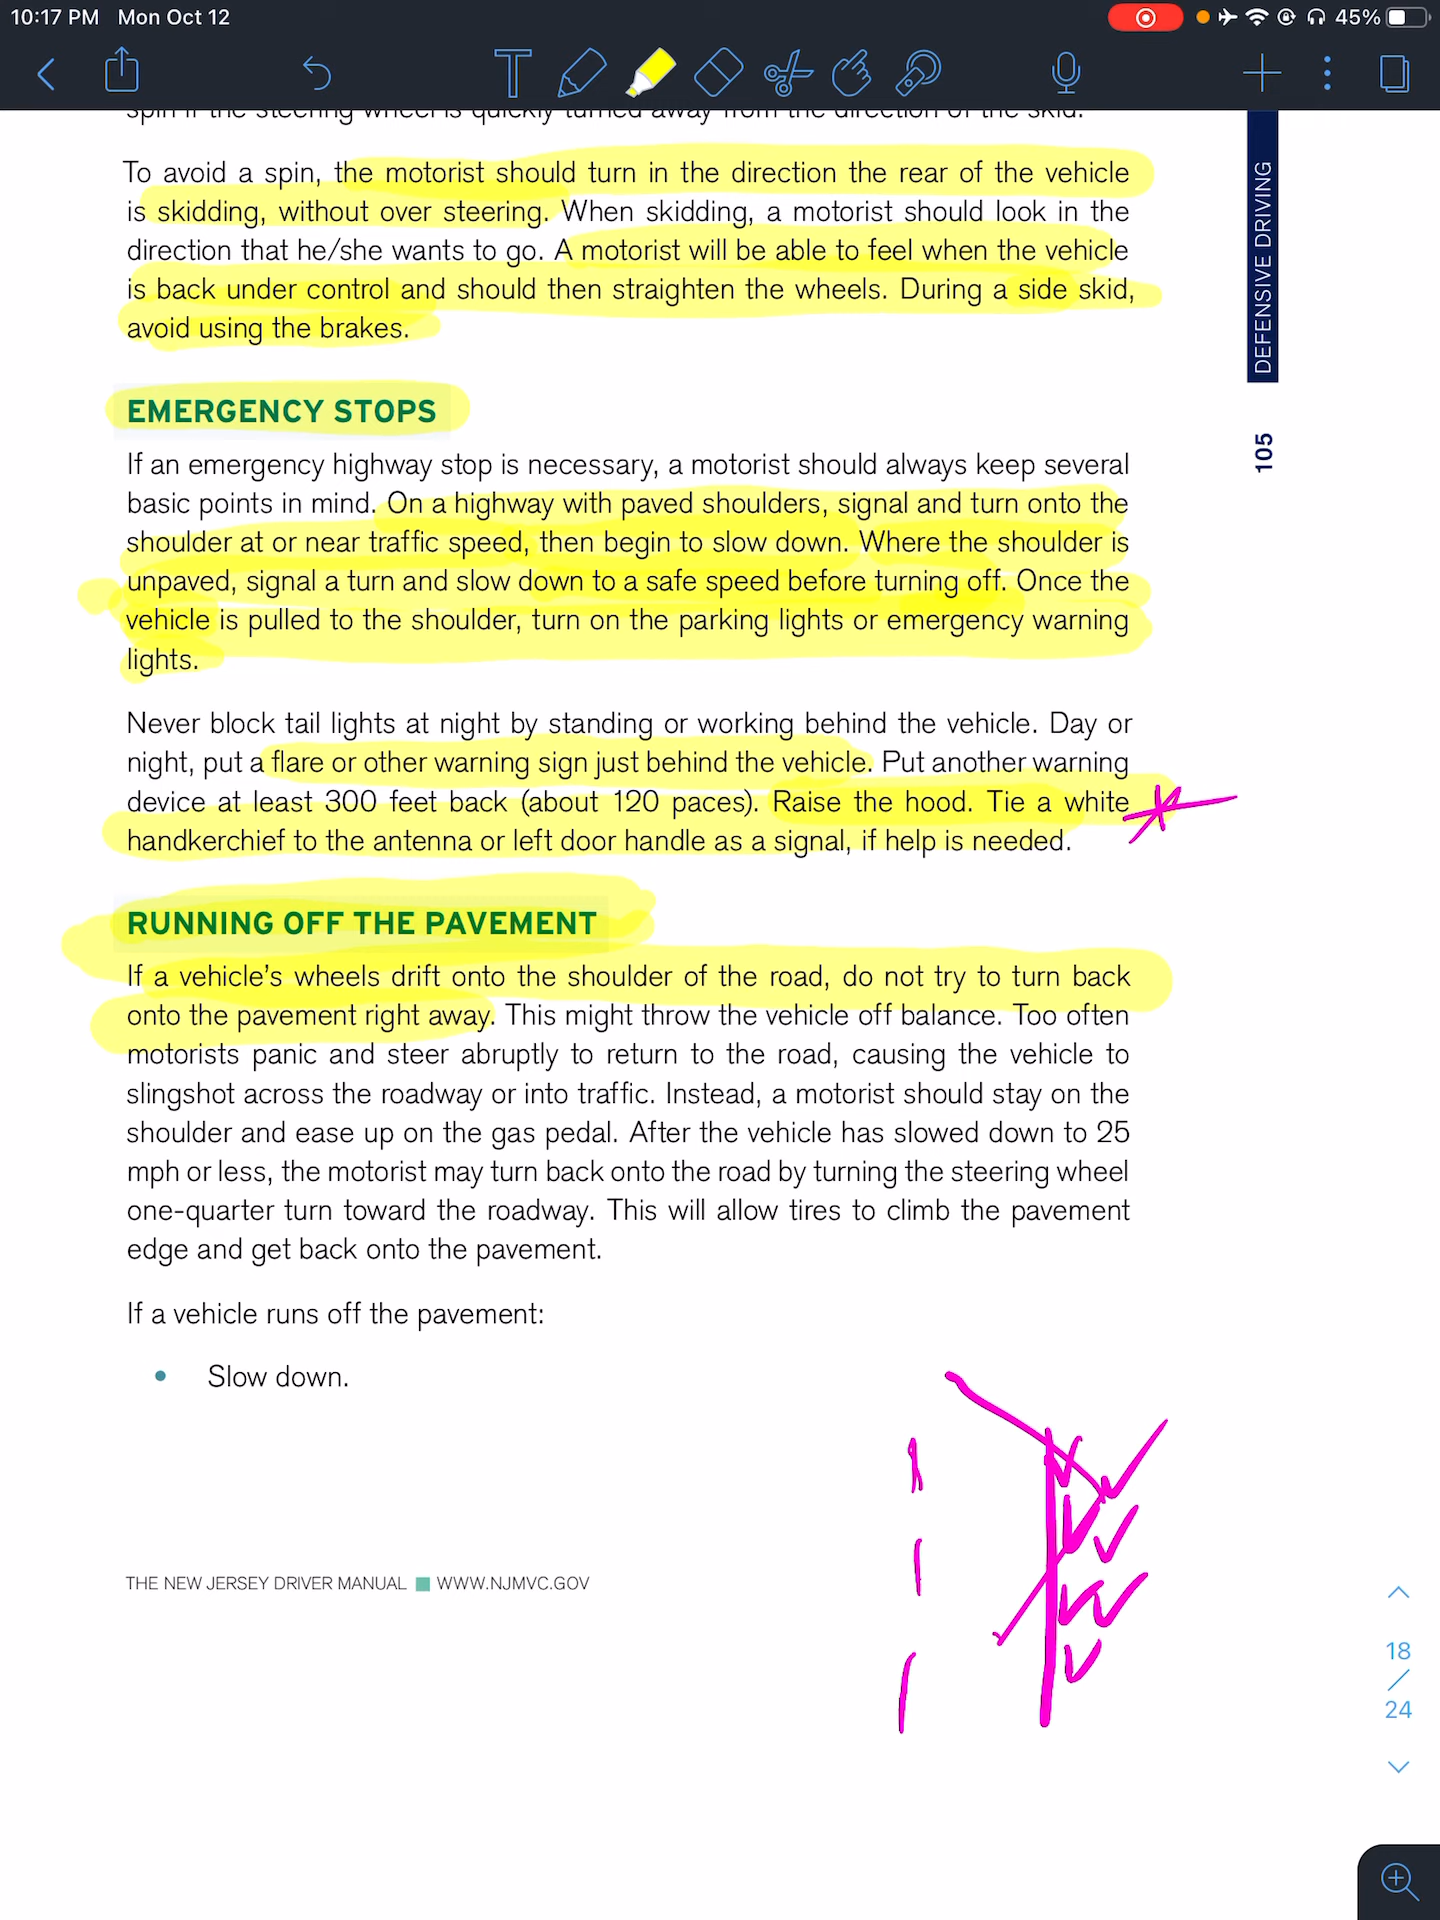 10:17 PM Mon Oct 12
45%
spin if the steering wheel is quickly turned away from the direction of the skid.
To avoid a spin, the motorist should turn in the direction the rear of the vehicle
is skidding, without over steering. When skidding, a motorist should look in the
direction that he/she wants to go. A motorist will be able to feel when the vehicle
is back under control and should then straighten the wheels. During a side skid,
avoid using the brakes.
DEFENSIVE DRIVING
105
EMERGENCY STOPS
If an emergency highway stop is necessary, a motorist should always keep several
basic points in mind. On a highway with paved shoulders, signal and turn onto the
shoulder at or near traffic speed, then begin to slow down. Where the shoulder is
unpaved, signal a turn and slow down to a safe speed before turning off. Once the
vehicle is pulled to the shoulder, turn on the parking lights or emergency warning
lights.
Never block tail lights at night by standing or working behind the vehicle. Day or
night, put a flare or other warning sign just behind the vehicle. Put another warning
device at least 300 feet back (about 120 paces). Raise the hood. Tie a white
handkerchief to the antenna or left door handle as a signal, if help is needed.
RUNNING OFF THE PAVEMENT
If a vehicle's wheels drift onto the shoulder of the road, do not try to turn back
onto the pavement right away. This might throw the vehicle off balance. Too often
motorists panic and steer abruptly to return to the road, causing the vehicle to
slingshot across the roadway or into traffic. Instead, a motorist should stay on the
shoulder and ease up on the gas pedal. After the vehicle has slowed down to 25
mph or less, the motorist may turn back onto the road by turning the steering wheel
one-quarter turn toward the roadway. This will allow tires to climb the pavement
edge and get back onto the pavement.
If a vehicle runs off the pavement:
• Slow down.
THE NEW JERSEY DRIVER MANUAL ■ WWW.NJMVC.GOV
18
/
24